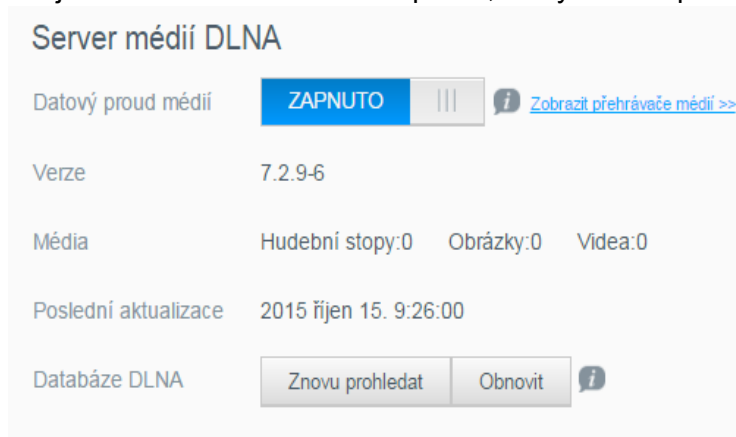 Server médií DLNA
Datový proud médií ZAPNUTO Zobrazit přehrávače médií >>
Verze 7.2.9-6
Média Hudební stopy:0 Obrázky:0 Videa:0
Poslední aktualizace 2015 říjen 15. 9:26:00
Databáze DLNA Znovu prohledat Obnovit